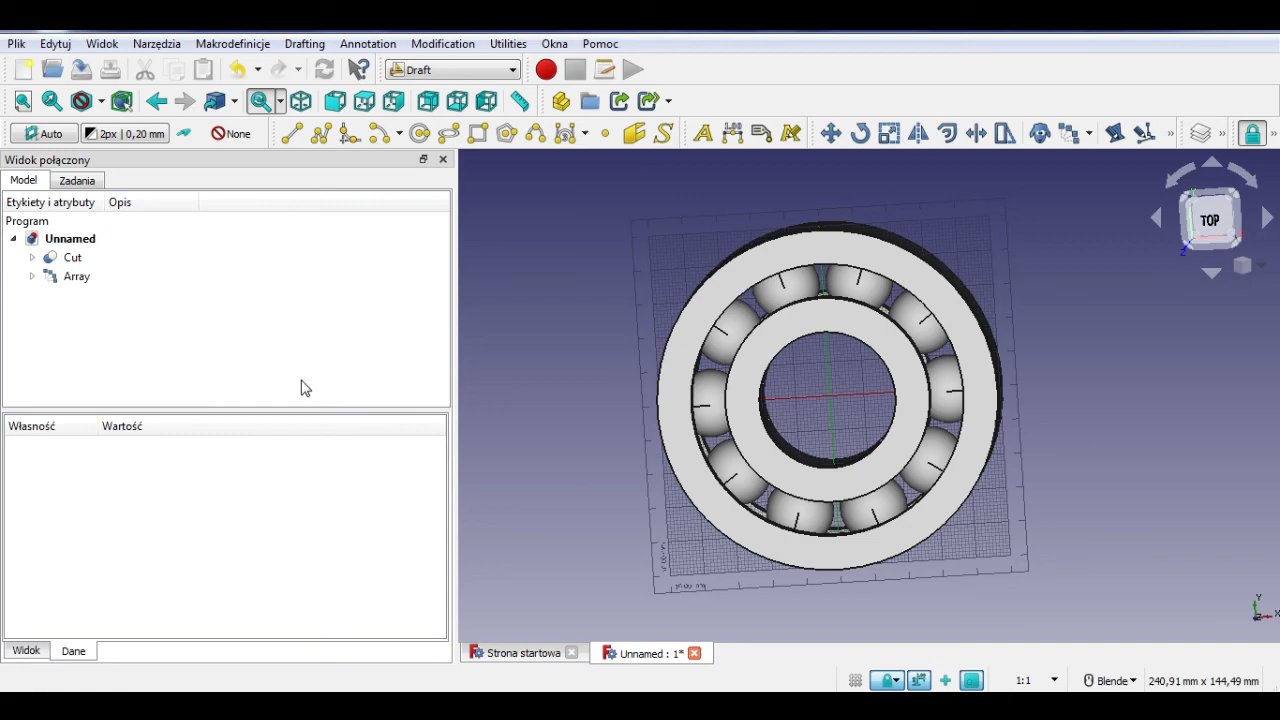 Plik Edytuj Widok Narzędzia Makrodefinicje Drafting Annotation Modification Utilities Okna Pomoc
Draft
Auto 2px | 0,20 mm None
Widok połączony
Model Zadania
Etykiety i atrybuty Opis
Program
Unnamed
Cut
Array
Własność Wartość
TOP
Z
Y
X
Widok Dane
Strona startowa Unnamed : 1*
1:1 Blende 240,91 mm x 144,49 mm